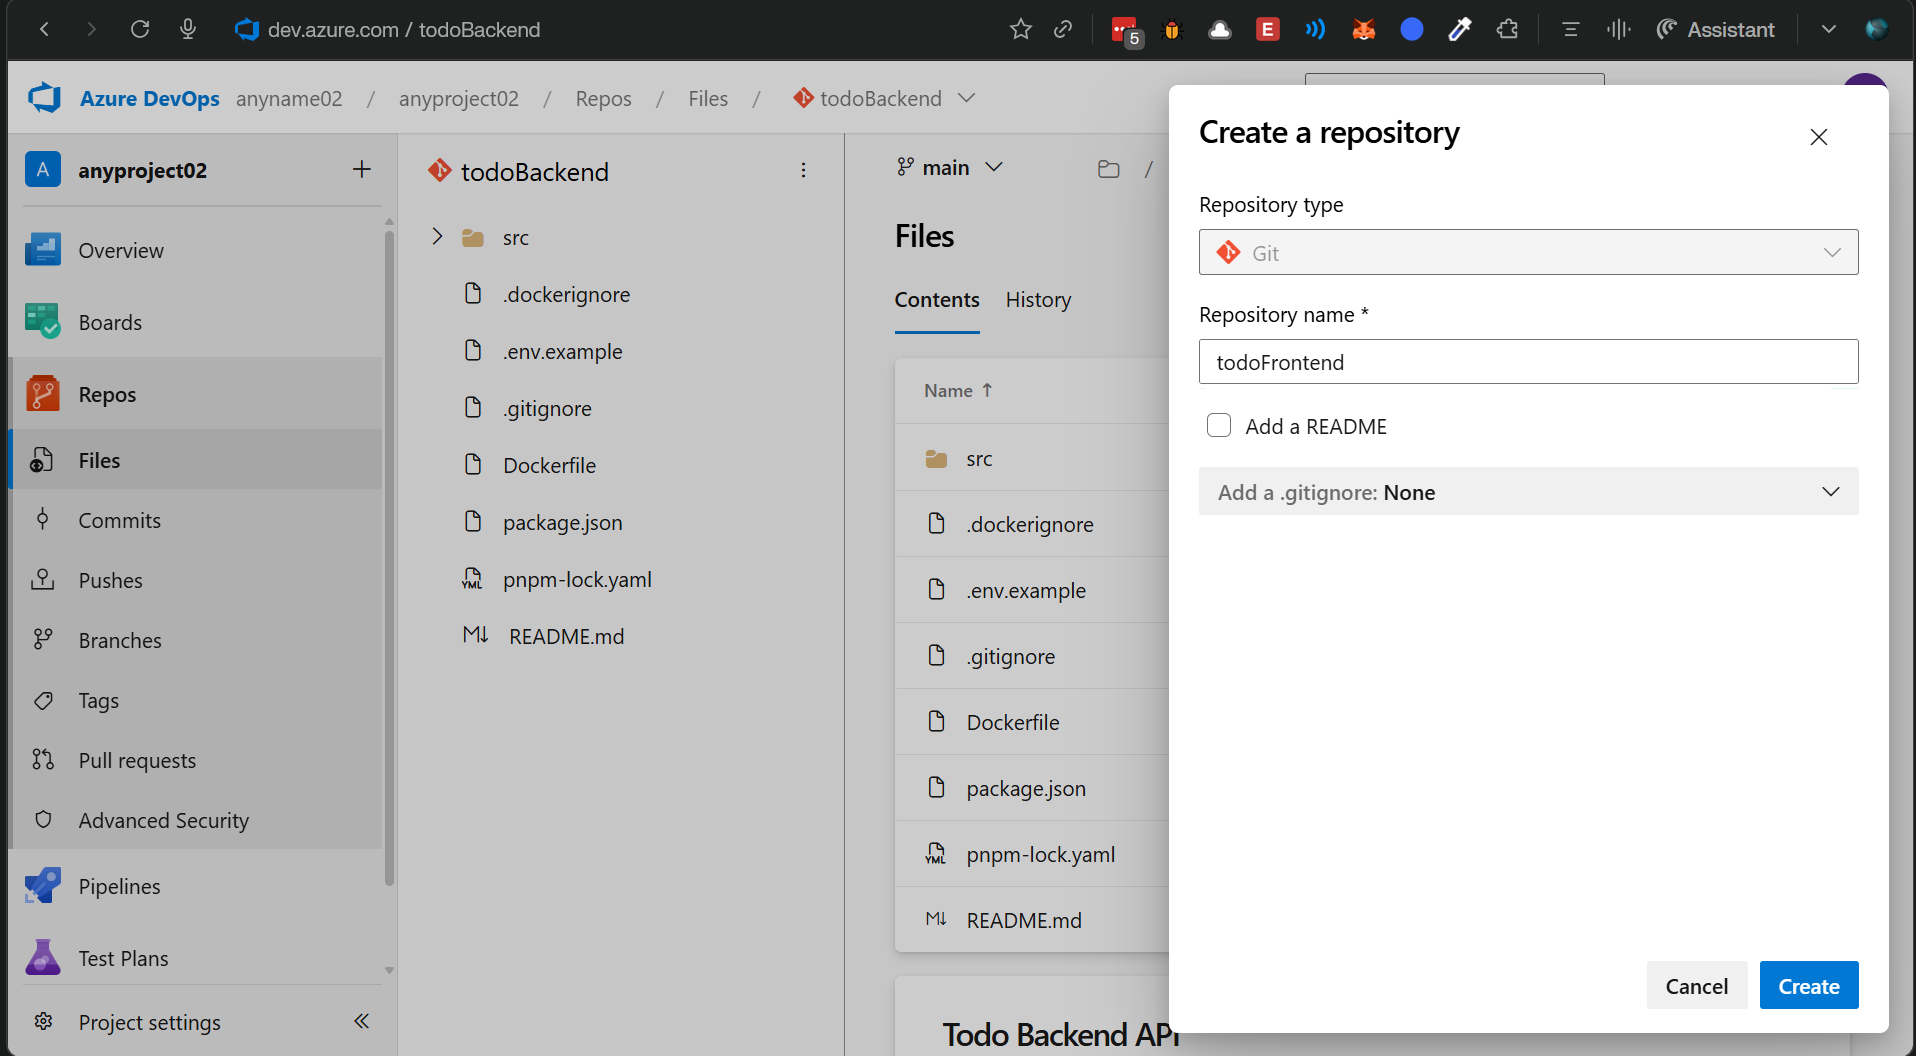 dev.azure.com / todoBackend
5
E
Assistant
Azure DevOps anyname02 / anyproject02 / Repos / Files / todoBackend
A anyproject02
Overview
Boards
Repos
Files
Commits
Pushes
Branches
Tags
Pull requests
Advanced Security
Pipelines
Test Plans
Project settings
todoBackend
src
.dockerignore
.env.example
.gitignore
Dockerfile
package.json
YML pnpm-lock.yaml
M↓ README.md
main /
Files
Contents History
Name ↑
src
.dockerignore
.env.example
.gitignore
Dockerfile
package.json
YML pnpm-lock.yaml
M↓ README.md
Todo Backend API
Create a repository
Repository type
Git
Repository name *
todoFrontend
Add a README
Add a .gitignore: None
Cancel Create